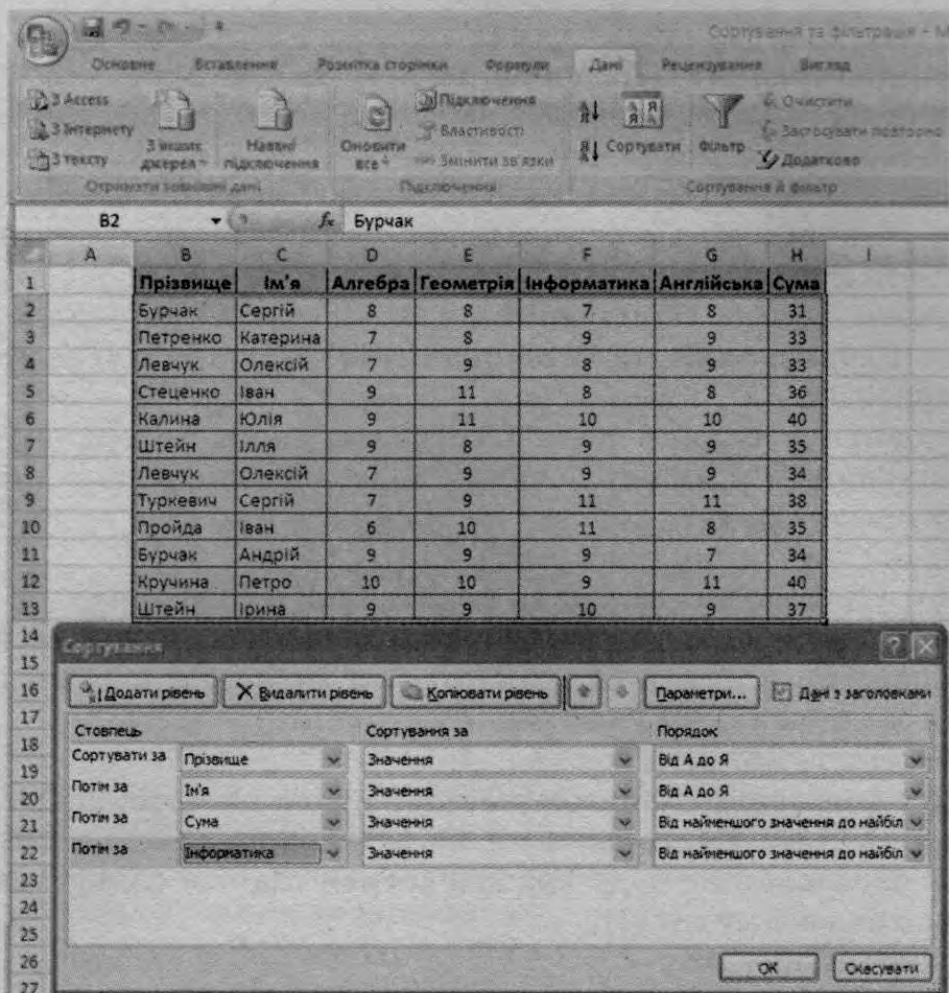 Сортування та фільтрація - M
Основне Вставлення Розмітка сторінки Формули Дані Рецензування Вигляд
З Access
З Інтернету
З тексту
З інших джерел
Наявні підключення
Отримати зовнішні дані
Оновити все
Підключення
Властивості
Змінити зв'язки
Підключення
Сортувати
Фільтр
Очистити
Застосувати повторно
Додатково
Сортування й фільтр
B2 fx Бурчак
A B C D E F G H I
1 Прізвище Ім'я Алгебра Геометрія Інформатика Англійська Сума
2 Бурчак Сергій 8 8 7 8 31
3 Петренко Катерина 7 8 9 9 33
4 Левчук Олексій 7 9 8 9 33
5 Стеценко Іван 9 11 8 8 36
6 Калина Юлія 9 11 10 10 40
7 Штейн Ілля 9 8 9 9 35
8 Левчук Олексій 7 9 9 9 34
9 Туркевич Сергій 7 9 11 11 38
10 Пройда Іван 6 10 11 8 35
11 Бурчак Андрій 9 9 9 7 34
12 Кручина Петро 10 10 9 11 40
13 Штейн Ірина 9 9 10 9 37
14
15
16
17
18
19
20
21
22
23
24
25
26
27
Сортування
Додати рівень Видалити рівень Копіювати рівень Параметри... Дані з заголовками
Стовпець Сортування за Порядок
Сортувати за Прізвище Значення Від А до Я
Потім за Ім'я Значення Від А до Я
Потім за Сума Значення Від найменшого значення до найбіл
Потім за Інформатика Значення Від найменшого значення до найбіл
ОК Скасувати